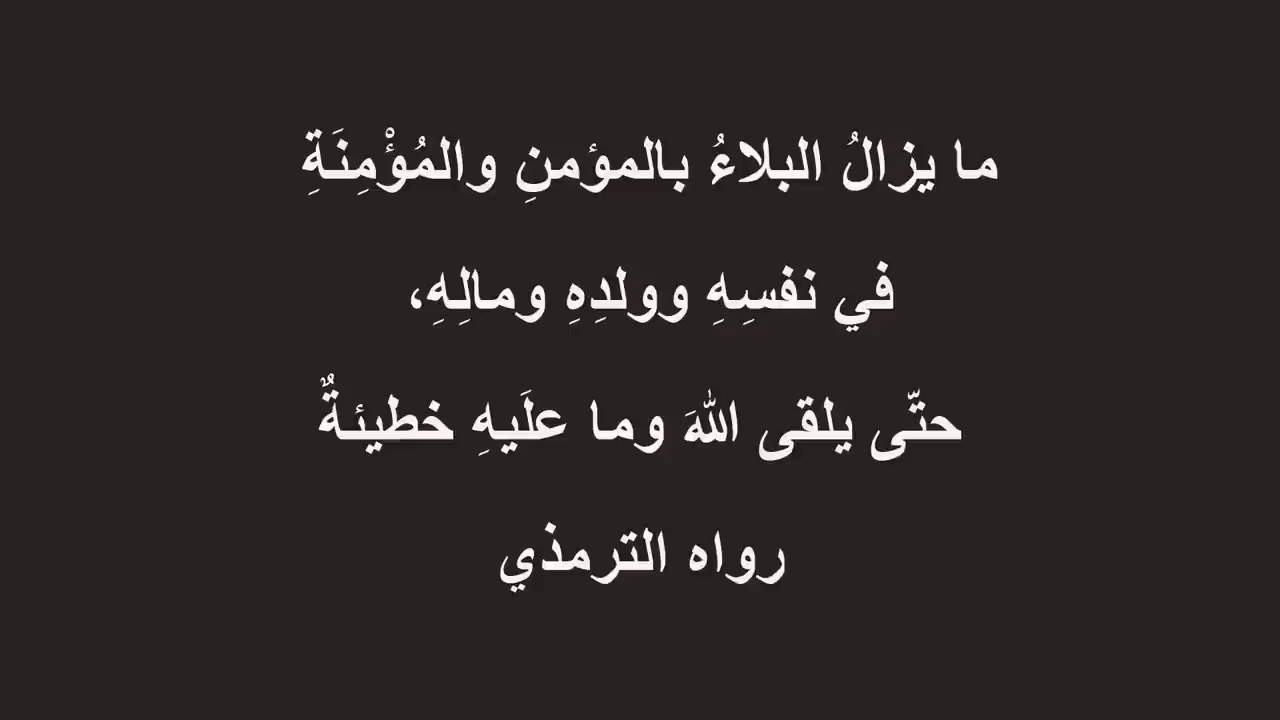 ما يزالُ البلاءُ بالمؤمنِ والمُؤْمِنَةِ
في نفسِهِ وولدِهِ ومالِهِ،
حتّى يلقى اللهَ وما علَيهِ خطيئةٌ
رواه الترمذي